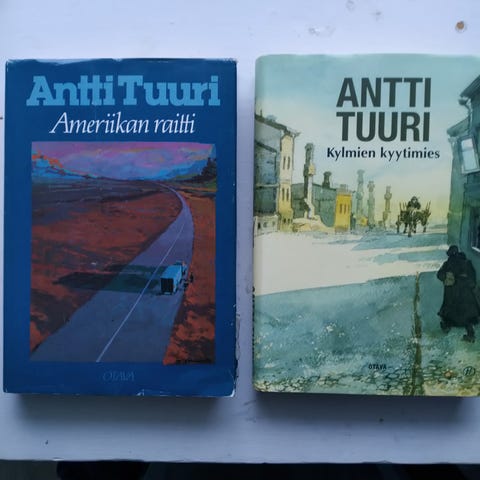 Antti Tuuri
Ameriikan raitti
OTAVA
ANTTI
TUURI
Kylmien kyytimies
OTAVA